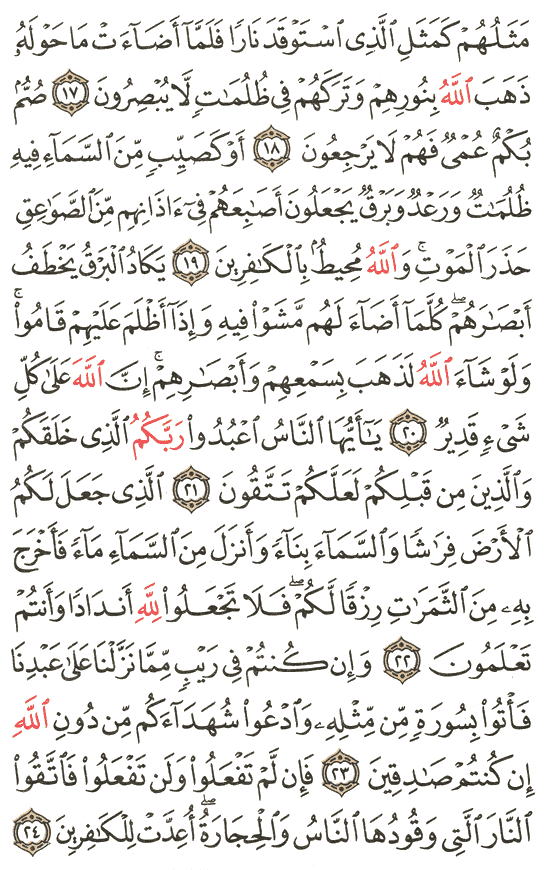 مَثَلُهُمْ كَمَثَلِ ٱلَّذِى ٱسْتَوْقَدَ نَارًا فَلَمَّآ أَضَآءَتْ مَا حَوْلَهُۥ
ذَهَبَ ٱللَّهُ بِنُورِهِمْ وَتَرَكَهُمْ فِى ظُلُمَـٰتٍ لَّا يُبْصِرُونَ ١٧ صُمٌّۢ
بُكْمٌ عُمْىٌ فَهُمْ لَا يَرْجِعُونَ ١٨ أَوْ كَصَيِّبٍ مِّنَ ٱلسَّمَآءِ فِيهِ
ظُلُمَـٰتٌ وَرَعْدٌ وَبَرْقٌ يَجْعَلُونَ أَصَـٰبِعَهُمْ فِىٓ ءَاذَانِهِم مِّنَ ٱلصَّوَٰعِقِ
حَذَرَ ٱلْمَوْتِ ۚ وَٱللَّهُ مُحِيطٌۢ بِٱلْكَـٰفِرِينَ ١٩ يَكَادُ ٱلْبَرْقُ يَخْطَفُ
أَبْصَـٰرَهُمْ ۖ كُلَّمَآ أَضَآءَ لَهُم مَّشَوْا۟ فِيهِ وَإِذَآ أَظْلَمَ عَلَيْهِمْ قَامُوا۟ ۚ
وَلَوْ شَآءَ ٱللَّهُ لَذَهَبَ بِسَمْعِهِمْ وَأَبْصَـٰرِهِمْ ۚ إِنَّ ٱللَّهَ عَلَىٰ كُلِّ
شَىْءٍ قَدِيرٌ ٢٠ يَـٰٓأَيُّهَا ٱلنَّاسُ ٱعْبُدُوا۟ رَبَّكُمُ ٱلَّذِى خَلَقَكُمْ
وَٱلَّذِينَ مِن قَبْلِكُمْ لَعَلَّكُمْ تَتَّقُونَ ٢١ ٱلَّذِى جَعَلَ لَكُمُ
ٱلْأَرْضَ فِرَٰشًا وَٱلسَّمَآءَ بِنَآءً وَأَنزَلَ مِنَ ٱلسَّمَآءِ مَآءً فَأَخْرَجَ
بِهِۦ مِنَ ٱلثَّمَرَٰتِ رِزْقًا لَّكُمْ ۖ فَلَا تَجْعَلُوا۟ لِلَّهِ أَندَادًا وَأَنتُمْ
تَعْلَمُونَ ٢٢ وَإِن كُنتُمْ فِى رَيْبٍ مِّمَّا نَزَّلْنَا عَلَىٰ عَبْدِنَا
فَأْتُوا۟ بِسُورَةٍ مِّن مِّثْلِهِۦ وَٱدْعُوا۟ شُهَدَآءَكُم مِّن دُونِ ٱللَّهِ
إِن كُنتُمْ صَـٰدِقِينَ ٢٣ فَإِن لَّمْ تَفْعَلُوا۟ وَلَن تَفْعَلُوا۟ فَٱتَّقُوا۟
ٱلنَّارَ ٱلَّتِى وَقُودُهَا ٱلنَّاسُ وَٱلْحِجَارَةُ ۖ أُعِدَّتْ لِلْكَـٰفِرِينَ ٢٤